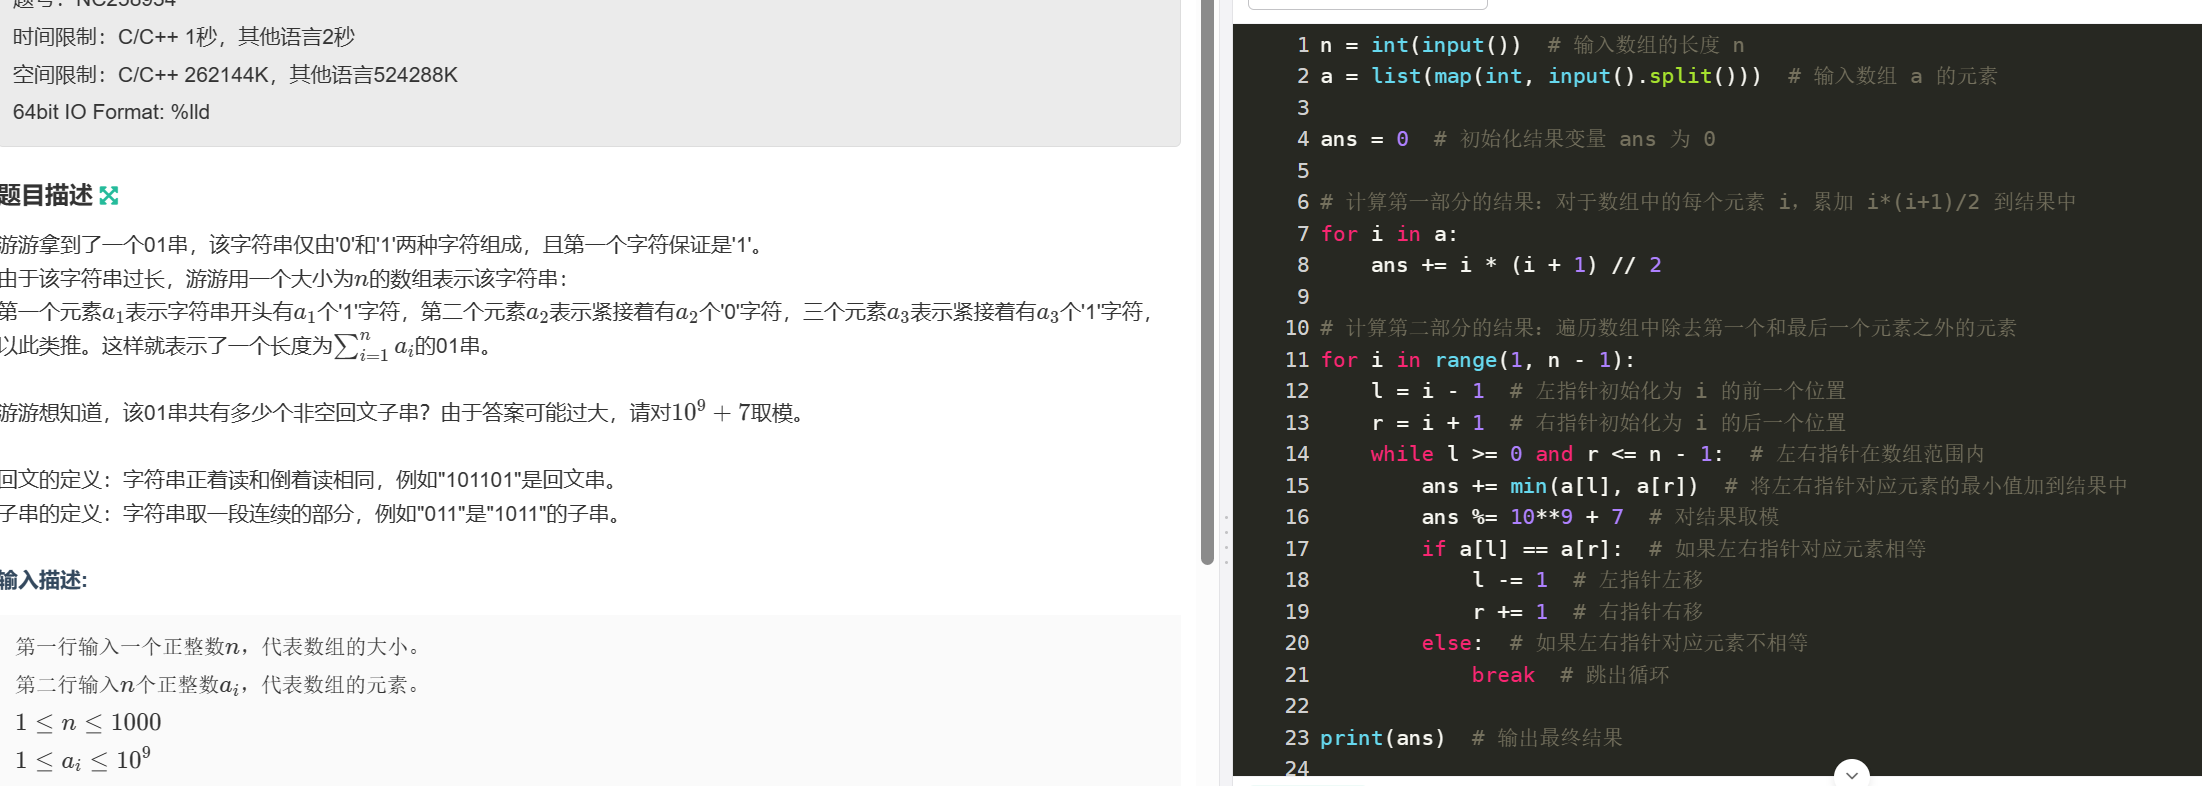 题号：NC258954
时间限制：C/C++ 1秒，其他语言2秒
空间限制：C/C++ 262144K，其他语言524288K
64bit IO Format: %lld
题目描述
游游拿到了一个01串，该字符串仅由'0'和'1'两种字符组成，且第一个字符保证是'1'。
由于该字符串过长，游游用一个大小为n的数组表示该字符串：
第一个元素a₁表示字符串开头有a₁个'1'字符，第二个元素a₂表示紧接着有a₂个'0'字符，三个元素a₃表示紧接着有a₃个'1'字符，
以此类推。这样就表示了一个长度为∑ⁿᵢ₌₁ aᵢ的01串。
游游想知道，该01串共有多少个非空回文子串？由于答案可能过大，请对10⁹ + 7取模。
回文的定义：字符串正着读和倒着读相同，例如"101101"是回文串。
子串的定义：字符串取一段连续的部分，例如"011"是"1011"的子串。
输入描述:
第一行输入一个正整数n，代表数组的大小。
第二行输入n个正整数aᵢ，代表数组的元素。
1 ≤ n ≤ 1000
1 ≤ aᵢ ≤ 10⁹
1 n = int(input())  # 输入数组的长度 n
2 a = list(map(int, input().split()))  # 输入数组 a 的元素
3
4 ans = 0  # 初始化结果变量 ans 为 0
5
6 # 计算第一部分的结果：对于数组中的每个元素 i，累加 i*(i+1)/2 到结果中
7 for i in a:
8     ans += i * (i + 1) // 2
9
10 # 计算第二部分的结果：遍历数组中除去第一个和最后一个元素之外的元素
11 for i in range(1, n - 1):
12     l = i - 1  # 左指针初始化为 i 的前一个位置
13     r = i + 1  # 右指针初始化为 i 的后一个位置
14     while l >= 0 and r <= n - 1:  # 左右指针在数组范围内
15         ans += min(a[l], a[r])  # 将左右指针对应元素的最小值加到结果中
16         ans %= 10**9 + 7  # 对结果取模
17         if a[l] == a[r]:  # 如果左右指针对应元素相等
18             l -= 1  # 左指针左移
19             r += 1  # 右指针右移
20         else:  # 如果左右指针对应元素不相等
21             break  # 跳出循环
22
23 print(ans)  # 输出最终结果
24